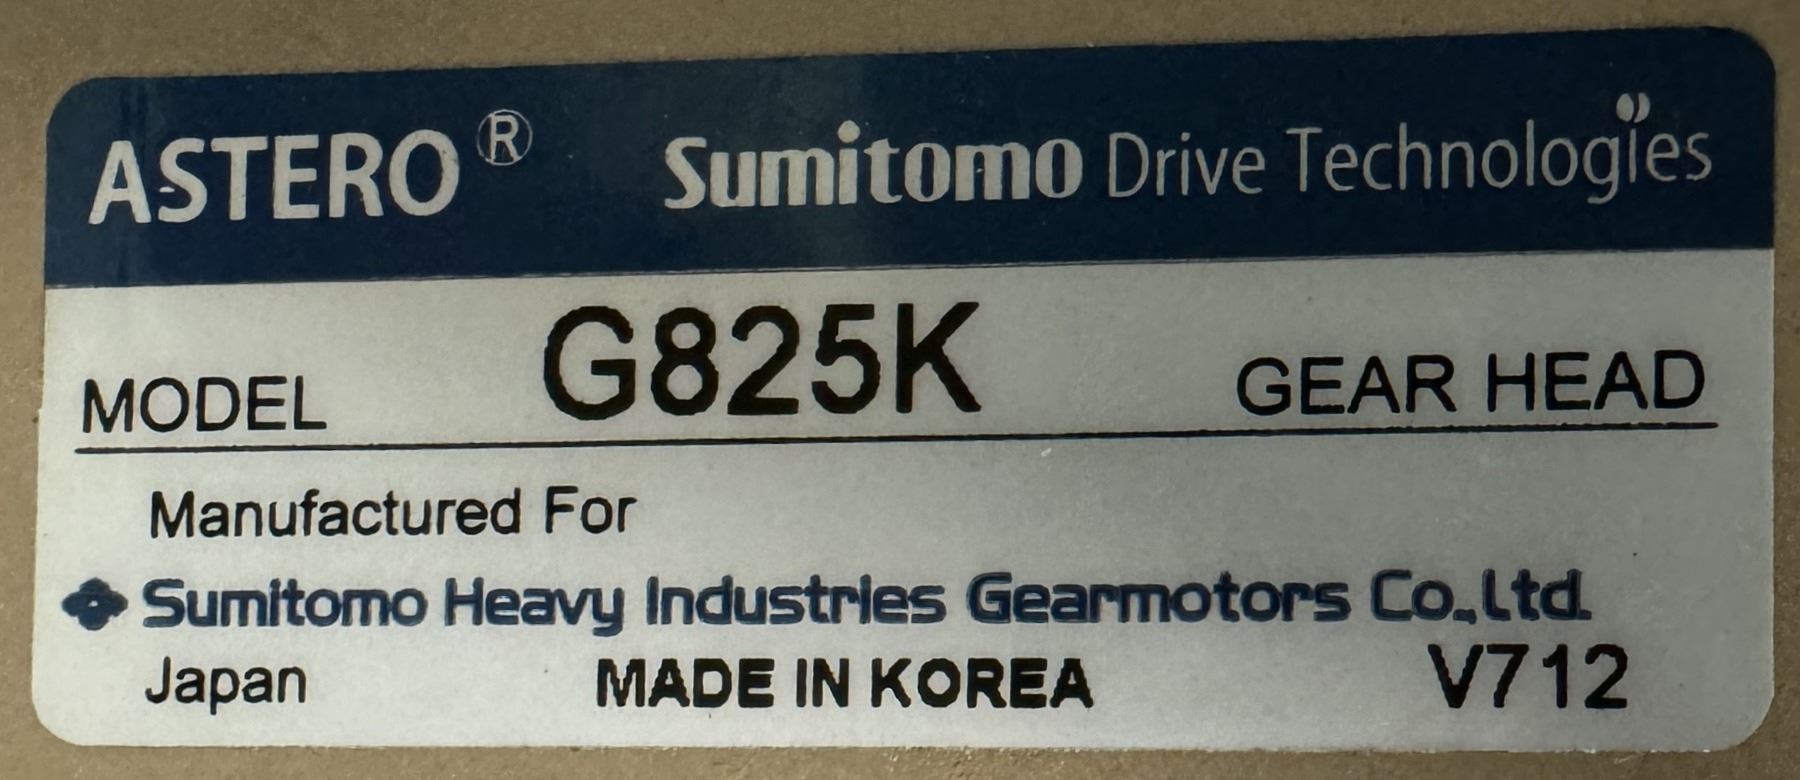 ASTERO® Sumitomo Drive Technologies
MODEL G825K GEAR HEAD
Manufactured For
Sumitomo Heavy Industries Gearmotors Co.,Ltd.
Japan MADE IN KOREA V712